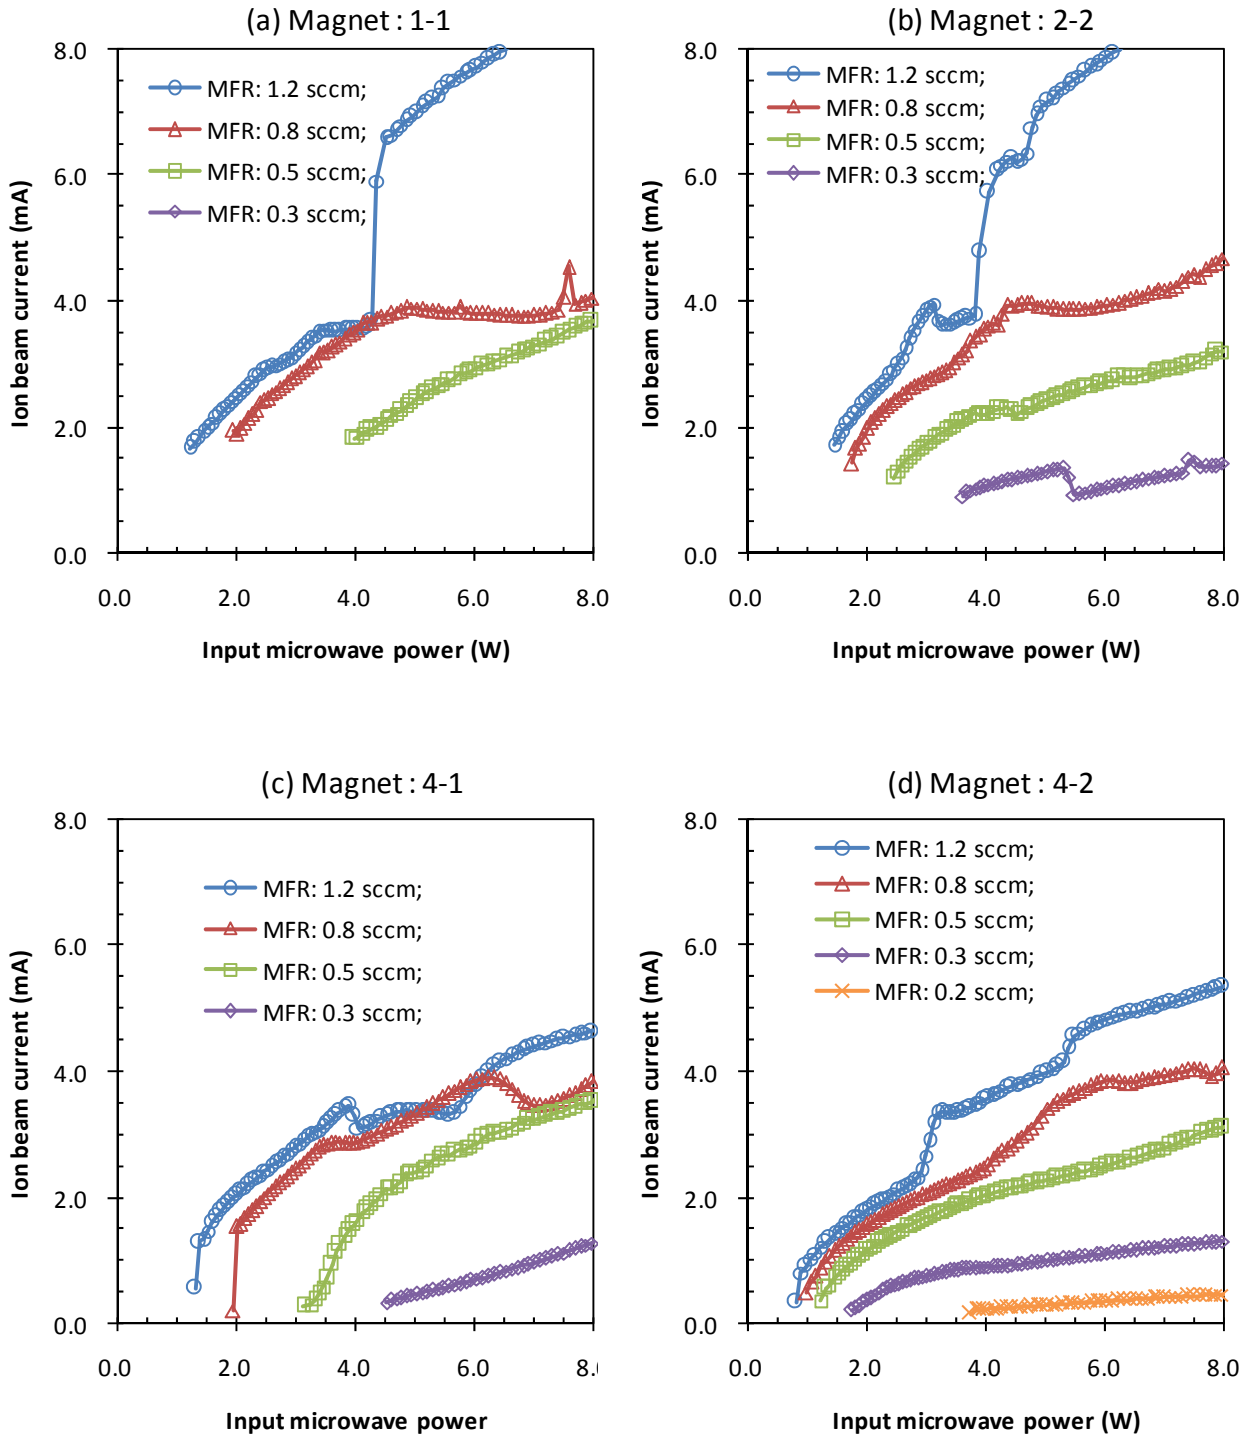 (a) Magnet : 1-1
8.0
6.0
4.0
2.0
0.0
Ion beam current (mA)
MFR: 1.2 sccm;
MFR: 0.8 sccm;
MFR: 0.5 sccm;
MFR: 0.3 sccm;
0.0 2.0 4.0 6.0 8.0
Input microwave power (W)
(b) Magnet : 2-2
8.0
6.0
4.0
2.0
0.0
Ion beam current (mA)
MFR: 1.2 sccm;
MFR: 0.8 sccm;
MFR: 0.5 sccm;
MFR: 0.3 sccm;
0.0 2.0 4.0 6.0 8.0
Input microwave power (W)
(c) Magnet : 4-1
8.0
6.0
4.0
2.0
0.0
Ion beam current (mA)
MFR: 1.2 sccm;
MFR: 0.8 sccm;
MFR: 0.5 sccm;
MFR: 0.3 sccm;
0.0 2.0 4.0 6.0 8.0
Input microwave power
(d) Magnet : 4-2
8.0
6.0
4.0
2.0
0.0
Ion beam current (mA)
MFR: 1.2 sccm;
MFR: 0.8 sccm;
MFR: 0.5 sccm;
MFR: 0.3 sccm;
MFR: 0.2 sccm;
0.0 2.0 4.0 6.0 8.0
Input microwave power (W)